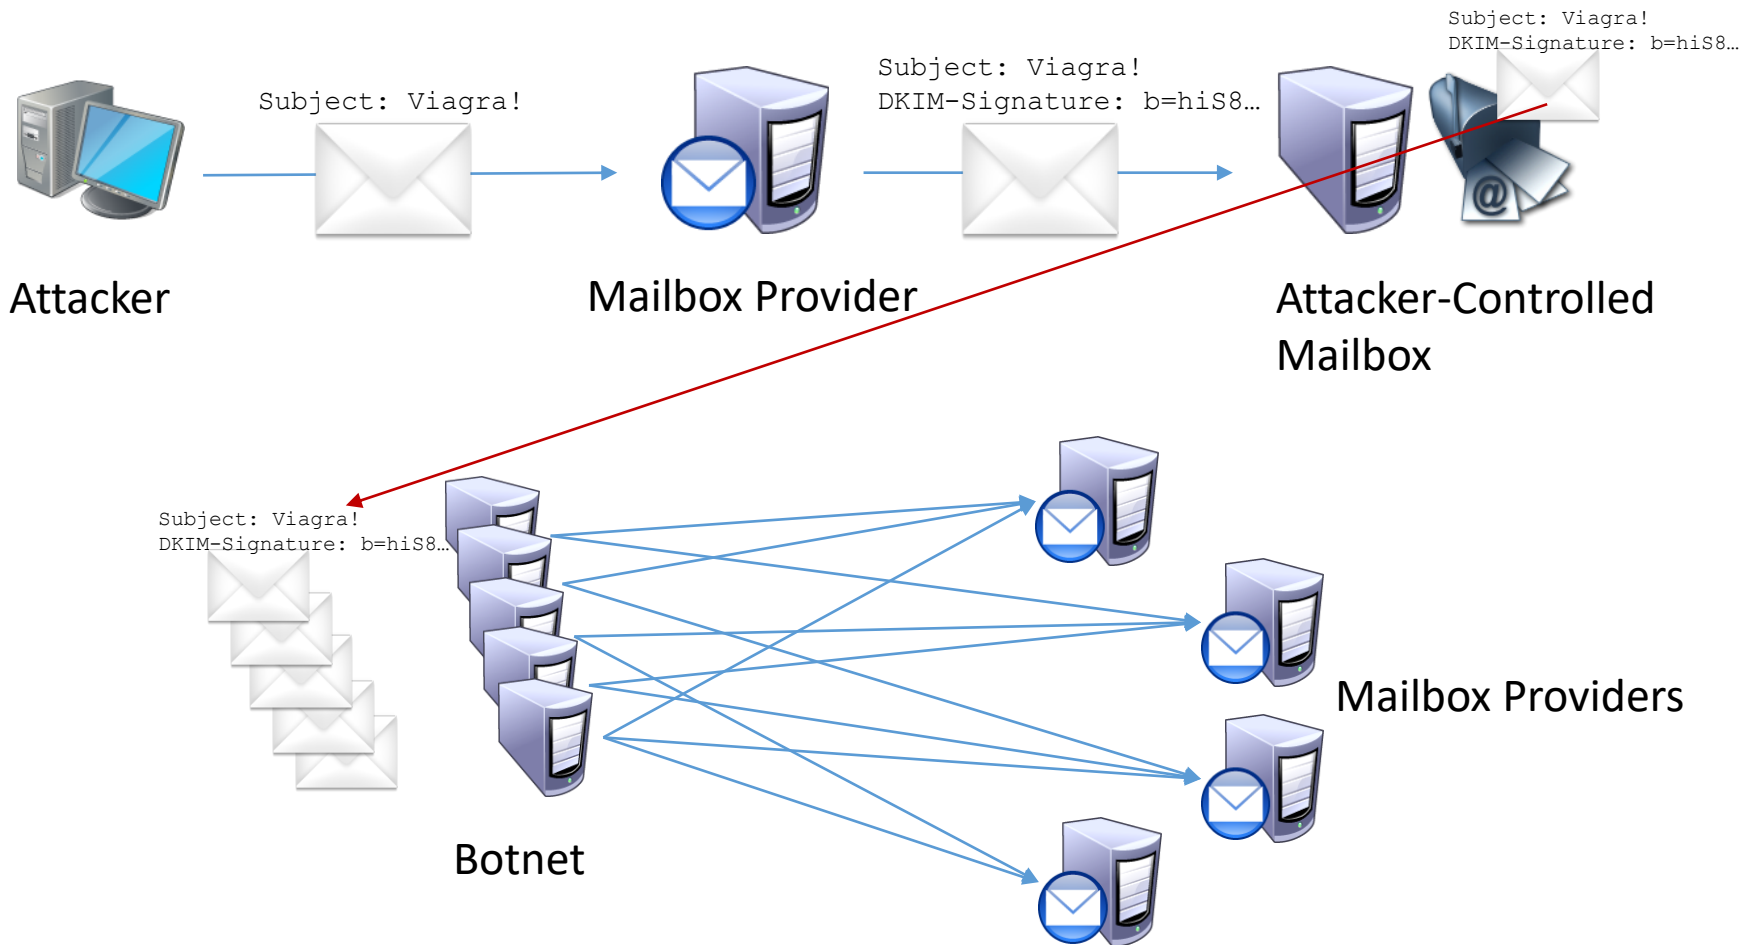 Subject: Viagra!
DKIM-Signature: b=hiS8…
Subject: Viagra!
Subject: Viagra!
DKIM-Signature: b=hiS8…
@
Attacker
Mailbox Provider
Attacker-Controlled
Mailbox
Subject: Viagra!
DKIM-Signature: b=hiS8…
Mailbox Providers
Botnet